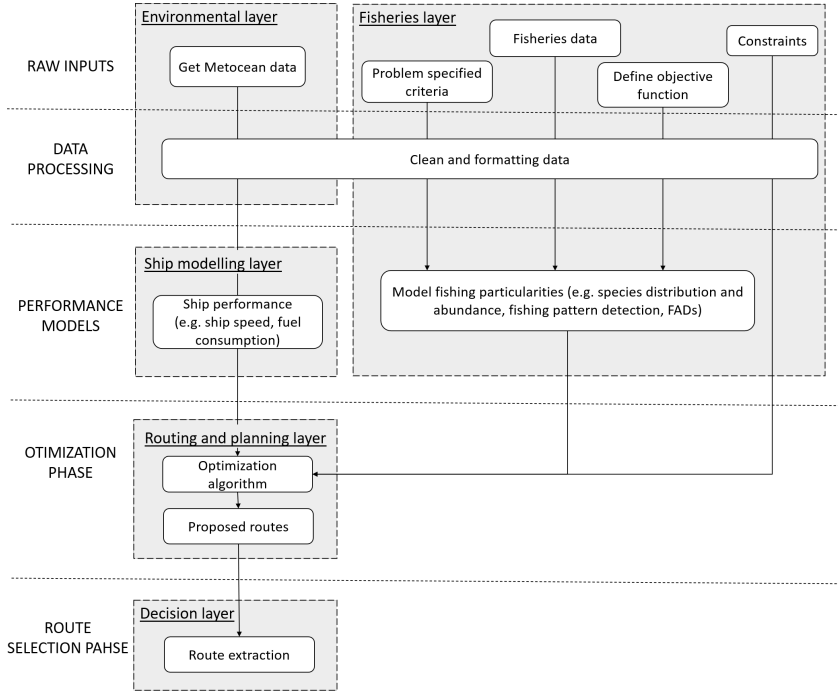 Environmental layer
Fisheries layer
RAW INPUTS
Get Metocean data
Problem specified
criteria
Fisheries data
Define objective
function
Constraints
DATA
PROCESSING
Clean and formatting data
PERFORMANCE
MODELS
Ship modelling layer
Ship performance
(e.g. ship speed, fuel
consumption)
Model fishing particularities (e.g. species distribution and
abundance, fishing pattern detection, FADs)
OTIMIZATION
PHASE
Routing and planning layer
Optimization
algorithm
Proposed routes
ROUTE
SELECTION PAHSE
Decision layer
Route extraction